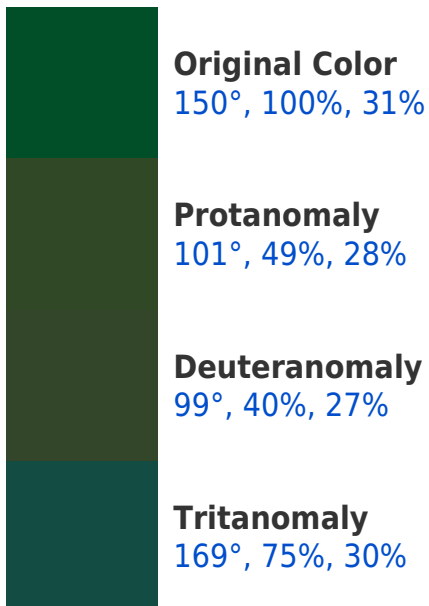 Original Color
150°, 100%, 31%
Protanomaly
101°, 49%, 28%
Deuteranomaly
99°, 40%, 27%
Tritanomaly
169°, 75%, 30%